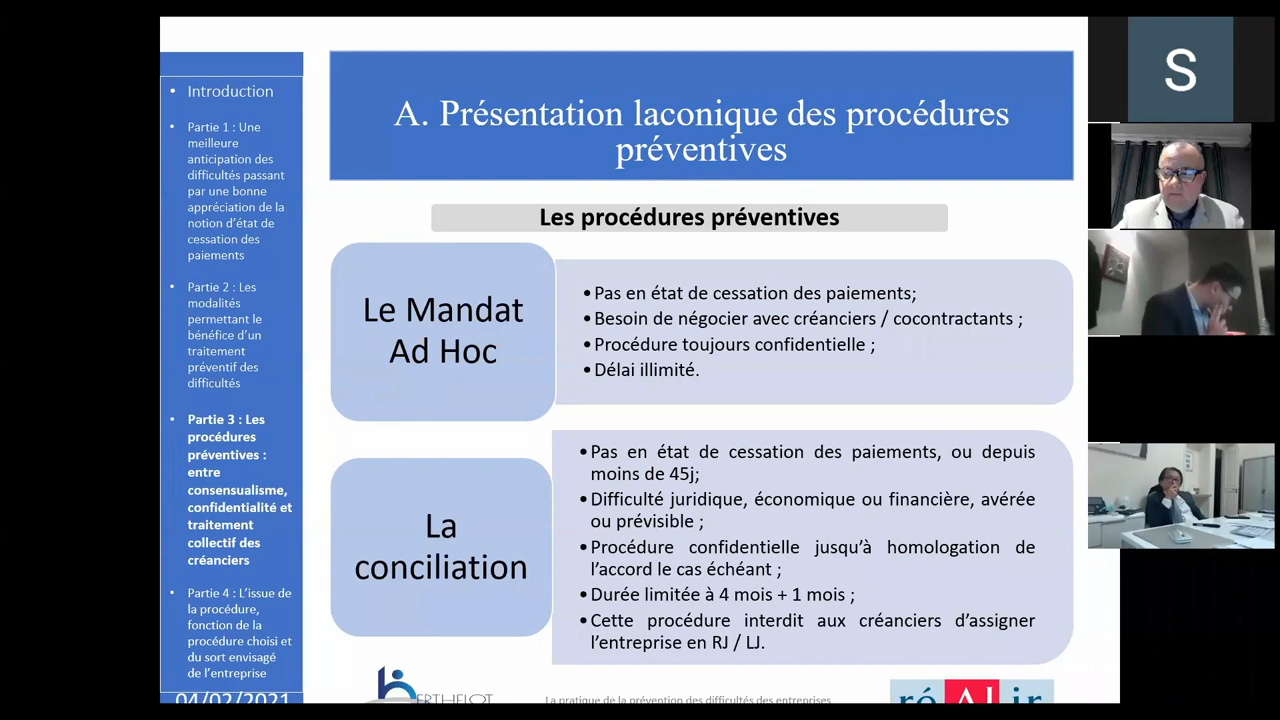 • Introduction
• Partie 1 : Une
meilleure
anticipation des
difficultés passant
par une bonne
appréciation de la
notion d'état de
cessation des
paiements
• Partie 2 : Les
modalités
permettant le
bénéfice d'un
traitement
préventif des
difficultés
• Partie 3 : Les
procédures
préventives :
entre
consensualisme,
confidentialité et
traitement
collectif des
créanciers
• Partie 4 : L'issue de
la procédure,
fonction de la
procédure choisi et
du sort envisagé
de l'entreprise
04/02/2021
A. Présentation laconique des procédures
préventives
Les procédures préventives
Le Mandat
Ad Hoc
•Pas en état de cessation des paiements;
•Besoin de négocier avec créanciers / cocontractants ;
•Procédure toujours confidentielle ;
•Délai illimité.
La
conciliation
•Pas en état de cessation des paiements, ou depuis
moins de 45j;
•Difficulté juridique, économique ou financière, avérée
ou prévisible ;
•Procédure confidentielle jusqu'à homologation de
l'accord le cas échéant ;
•Durée limitée à 4 mois + 1 mois ;
•Cette procédure interdit aux créanciers d'assigner
l'entreprise en RJ / LJ.
BERTHELOT
La pratique de la prévention des difficultés des entreprises
réAJir
S